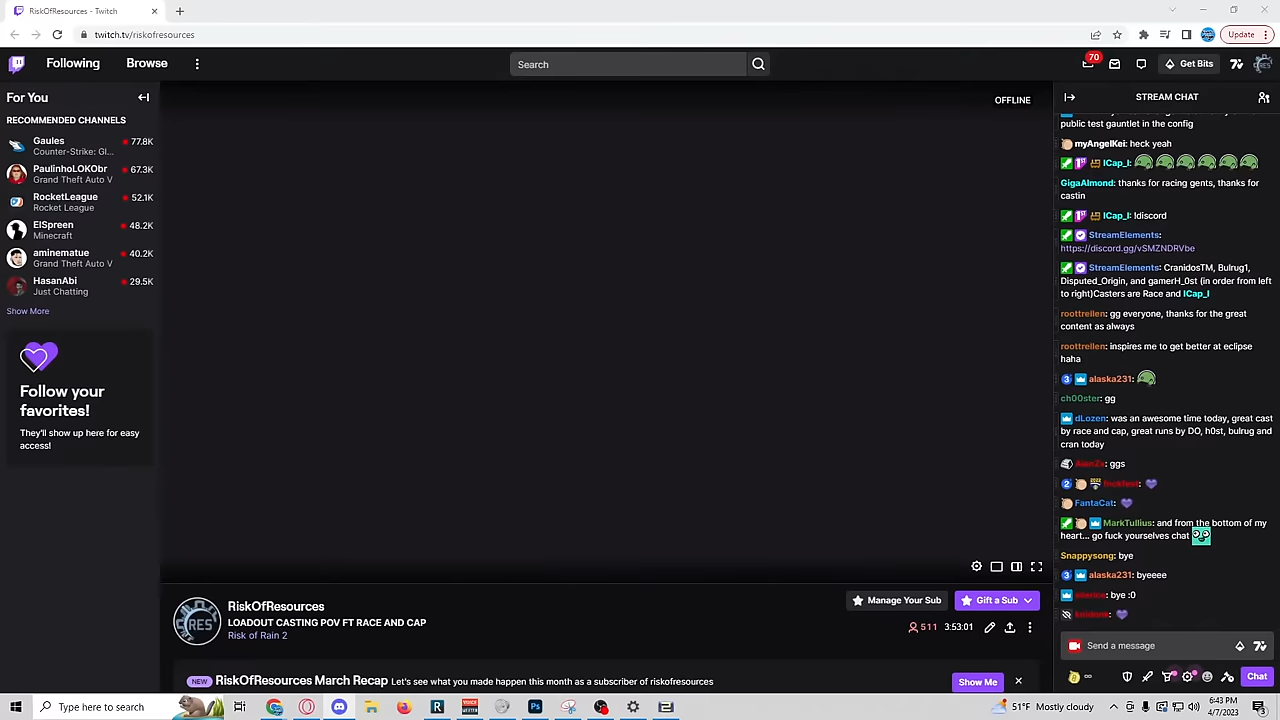 RiskOfResources - Twitch
twitch.tv/riskofresources
Update
Following
Browse
Search
70
Get Bits
For You
RECOMMENDED CHANNELS
Gaules
77.8K
Counter-Strike: Gl...
PaulinhoLOKObr
67.3K
Grand Theft Auto V
RocketLeague
52.1K
Rocket League
ElSpreen
48.2K
Minecraft
aminematue
40.2K
Grand Theft Auto V
HasanAbi
29.5K
Just Chatting
Show More
Follow your
favorites!
They'll show up here for easy
access!
OFFLINE
RiskOfResources
LOADOUT CASTING POV FT RACE AND CAP
Risk of Rain 2
Manage Your Sub
Gift a Sub
511
3:53:01
NEW
RiskOfResources March Recap
Let's see what you made happen this month as a subscriber of riskofresources
Show Me
STREAM CHAT
public test gauntlet in the config
myAngelKei: heck yeah
ICap_I:
GigaAlmond: thanks for racing gents, thanks for
castin
ICap_I: !discord
StreamElements:
https://discord.gg/vSMZNDRVbe
StreamElements: CranidosTM, Bulrug1,
Disputed_Origin, and gamerH_0st (in order from left
to right)Casters are Race and ICap_I
roottreilen: gg everyone, thanks for the great
content as always
roottreilen: inspires me to get better at eclipse
haha
alaska231:
ch00ster: gg
dLozen: was an awesome time today, great cast
by race and cap, great runs by DO, h0st, bulrug and
cran today
: ggs
FantaCat:
MarkTullius: and from the bottom of my
heart... go fuck yourselves chat
Snappysong: bye
alaska231: byeeee
: bye :0
Send a message
Chat
Type here to search
51°F Mostly cloudy
6:43 PM
4/7/2023